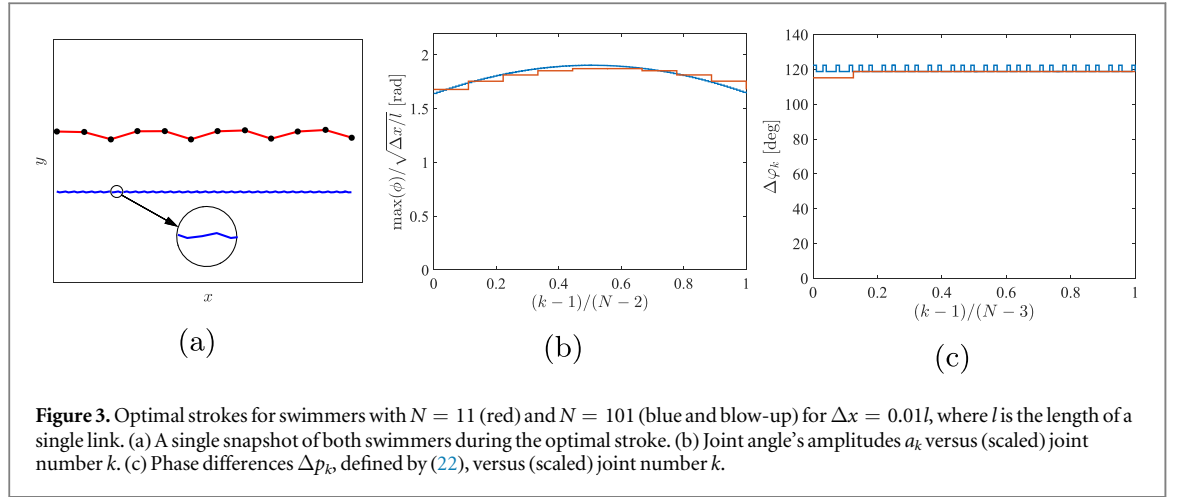 y
x
(a)
2
1.5
1
0.5
0
max(ϕ)/√Δx/l [rad]
0 0.2 0.4 0.6 0.8 1
(k − 1)/(N − 2)
(b)
140
120
100
80
60
40
20
0
Δφk [deg]
0 0.2 0.4 0.6 0.8 1
(k − 1)/(N − 3)
(c)
Figure 3. Optimal strokes for swimmers with N = 11 (red) and N = 101 (blue and blow-up) for Δx = 0.01l, where l is the length of a
single link. (a) A single snapshot of both swimmers during the optimal stroke. (b) Joint angle's amplitudes ak versus (scaled) joint
number k. (c) Phase differences Δpk, defined by (22), versus (scaled) joint number k.